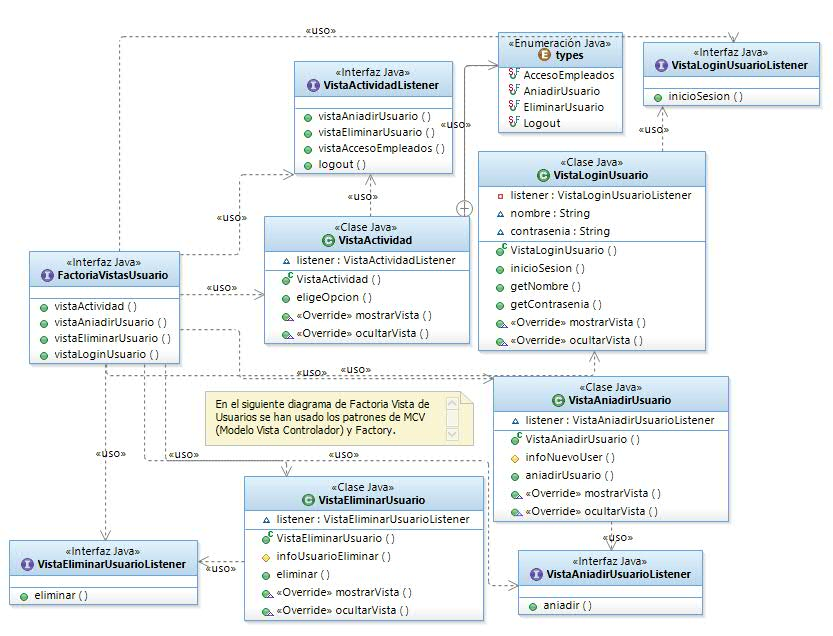 «uso»
«Interfaz Java»
VistaActividadListener
vistaAniadirUsuario ( )
vistaEliminarUsuario ( )
vistaAccesoEmpleados ( )
logout ( )
«Enumeración Java»
types
AccesoEmpleados
AniadirUsuario
EliminarUsuario
Logout
«Interfaz Java»
VistaLoginUsuarioListener
inicioSesion ( )
«uso»
«uso»
«uso»
«uso»
«Clase Java»
VistaLoginUsuario
listener : VistaLoginUsuarioListener
nombre : String
contrasenia : String
VistaLoginUsuario ( )
inicioSesion ( )
getNombre ( )
getContrasenia ( )
«Override» mostrarVista ( )
«Override» ocultarVista ( )
«Clase Java»
VistaActividad
listener : VistaActividadListener
VistaActividad ( )
eligeOpcion ( )
«Override» mostrarVista ( )
«Override» ocultarVista ( )
«Interfaz Java»
FactoriaVistasUsuario
vistaActividad ( )
vistaAniadirUsuario ( )
vistaEliminarUsuario ( )
vistaLoginUsuario ( )
«uso»
«uso»
«uso»
En el siguiente diagrama de Factoria Vista de
Usuarios se han usado los patrones de MCV
(Modelo Vista Controlador) y Factory.
«Clase Java»
VistaAniadirUsuario
listener : VistaAniadirUsuarioListener
VistaAniadirUsuario ( )
infoNuevoUser ( )
aniadirUsuario ( )
«Override» mostrarVista ( )
«Override» ocultarVista ( )
«uso»
«uso»
«uso»
«Clase Java»
VistaEliminarUsuario
listener : VistaEliminarUsuarioListener
VistaEliminarUsuario ( )
infoUsuarioEliminar ( )
eliminar ( )
«Override» mostrarVista ( )
«Override» ocultarVista ( )
«Interfaz Java»
VistaEliminarUsuarioListener
eliminar ( )
«uso»
«uso»
«Interfaz Java»
VistaAniadirUsuarioListener
aniadir ( )